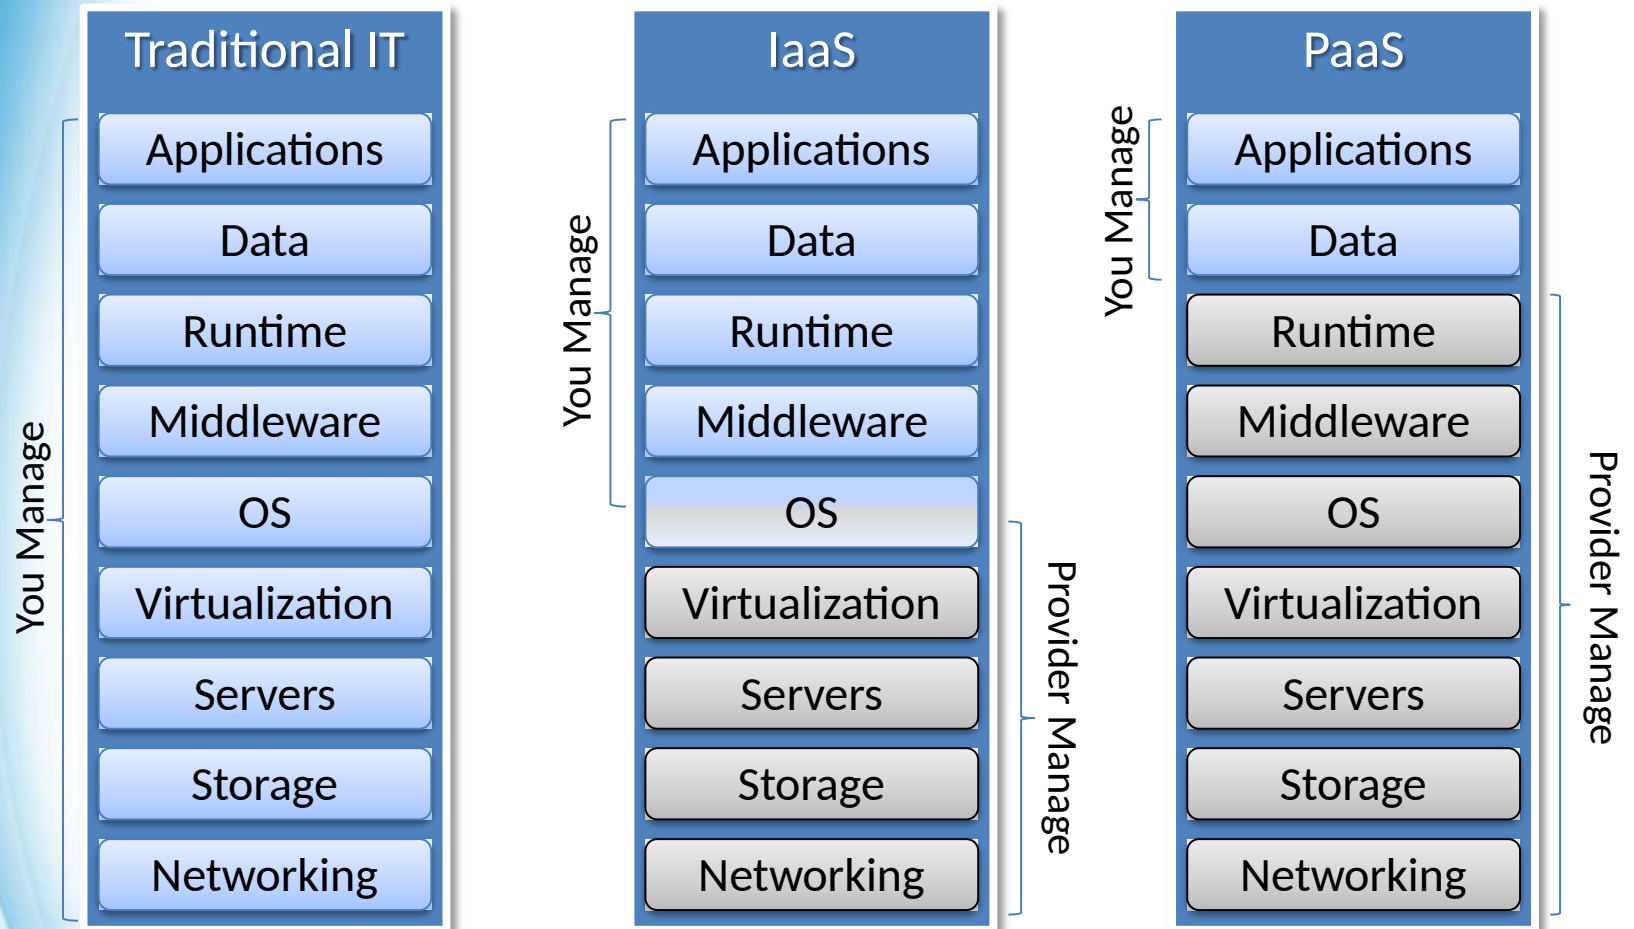 Traditional IT
Applications
Data
Runtime
Middleware
OS
Virtualization
Servers
Storage
Networking
You Manage
IaaS
Applications
Data
Runtime
Middleware
OS
Virtualization
Servers
Storage
Networking
You Manage
Provider Manage
PaaS
Applications
Data
Runtime
Middleware
OS
Virtualization
Servers
Storage
Networking
You Manage
Provider Manage